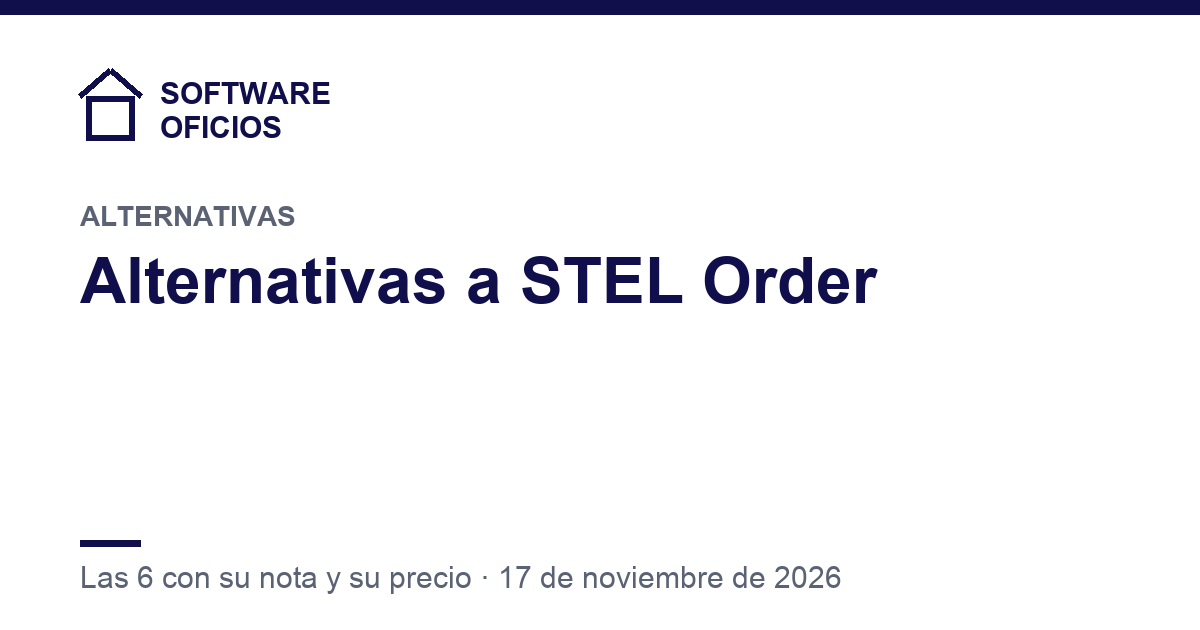 SOFTWARE
OFICIOS
ALTERNATIVAS
Alternativas a STEL Order
Las 6 con su nota y su precio · 17 de noviembre de 2026